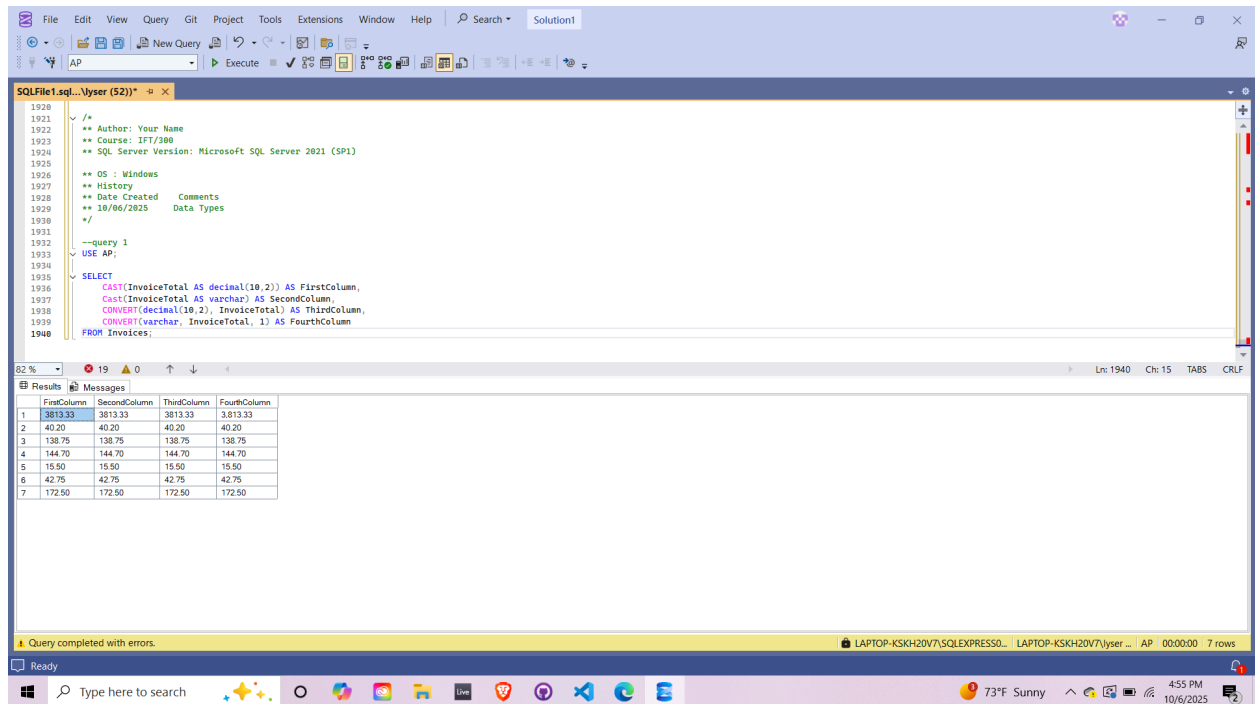 File Edit View Query Git Project Tools Extensions Window Help Search Solution1
New Query
AP Execute
SQLFile1.sql...\lyser (52))*
1920
1921 /*
1922 ** Author: Your Name
1923 ** Course: IFT/300
1924 ** SQL Server Version: Microsoft SQL Server 2021 (SP1)
1925
1926 ** OS : Windows
1927 ** History
1928 ** Date Created Comments
1929 ** 10/06/2025 Data Types
1930 */
1931
1932 --query 1
1933 USE AP;
1934
1935 SELECT
1936 CAST(InvoiceTotal AS decimal(10,2)) AS FirstColumn,
1937 Cast(InvoiceTotal AS varchar) AS SecondColumn,
1938 CONVERT(decimal(10,2), InvoiceTotal) AS ThirdColumn,
1939 CONVERT(varchar, InvoiceTotal, 1) AS FourthColumn
1940 FROM Invoices;
82 % 19 0 Ln: 1940 Ch: 15 TABS CRLF
Results Messages
FirstColumn SecondColumn ThirdColumn FourthColumn
1 3813.33 3813.33 3813.33 3,813.33
2 40.20 40.20 40.20 40.20
3 138.75 138.75 138.75 138.75
4 144.70 144.70 144.70 144.70
5 15.50 15.50 15.50 15.50
6 42.75 42.75 42.75 42.75
7 172.50 172.50 172.50 172.50
Query completed with errors. LAPTOP-KSKH20V7\SQLEXPRESS0... LAPTOP-KSKH20V7\lyser ... AP 00:00:00 7 rows
Ready 1
Type here to search Live 1 73°F Sunny 4:55 PM
10/6/2025 2